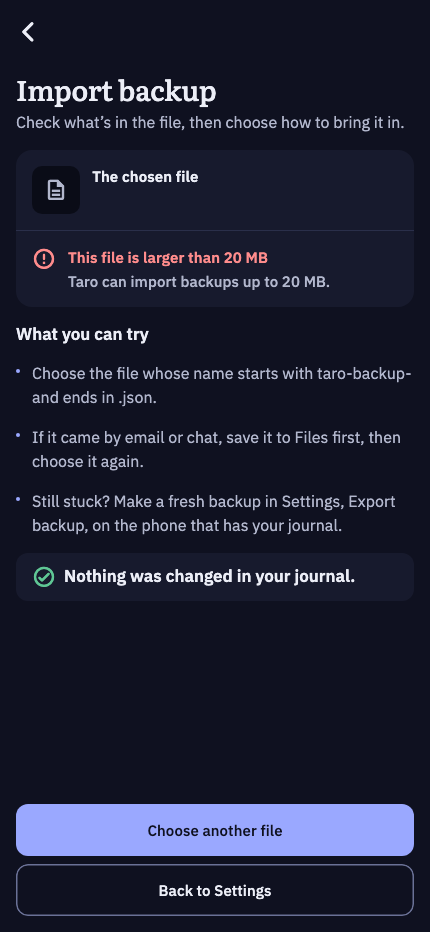 Import backup
Check what’s in the file, then choose how to bring it in.
The chosen file
This file is larger than 20 MB
Taro can import backups up to 20 MB.
What you can try
• Choose the file whose name starts with taro-backup-
and ends in .json.
• If it came by email or chat, save it to Files first, then
choose it again.
• Still stuck? Make a fresh backup in Settings, Export
backup, on the phone that has your journal.
Nothing was changed in your journal.
Choose another file
Back to Settings